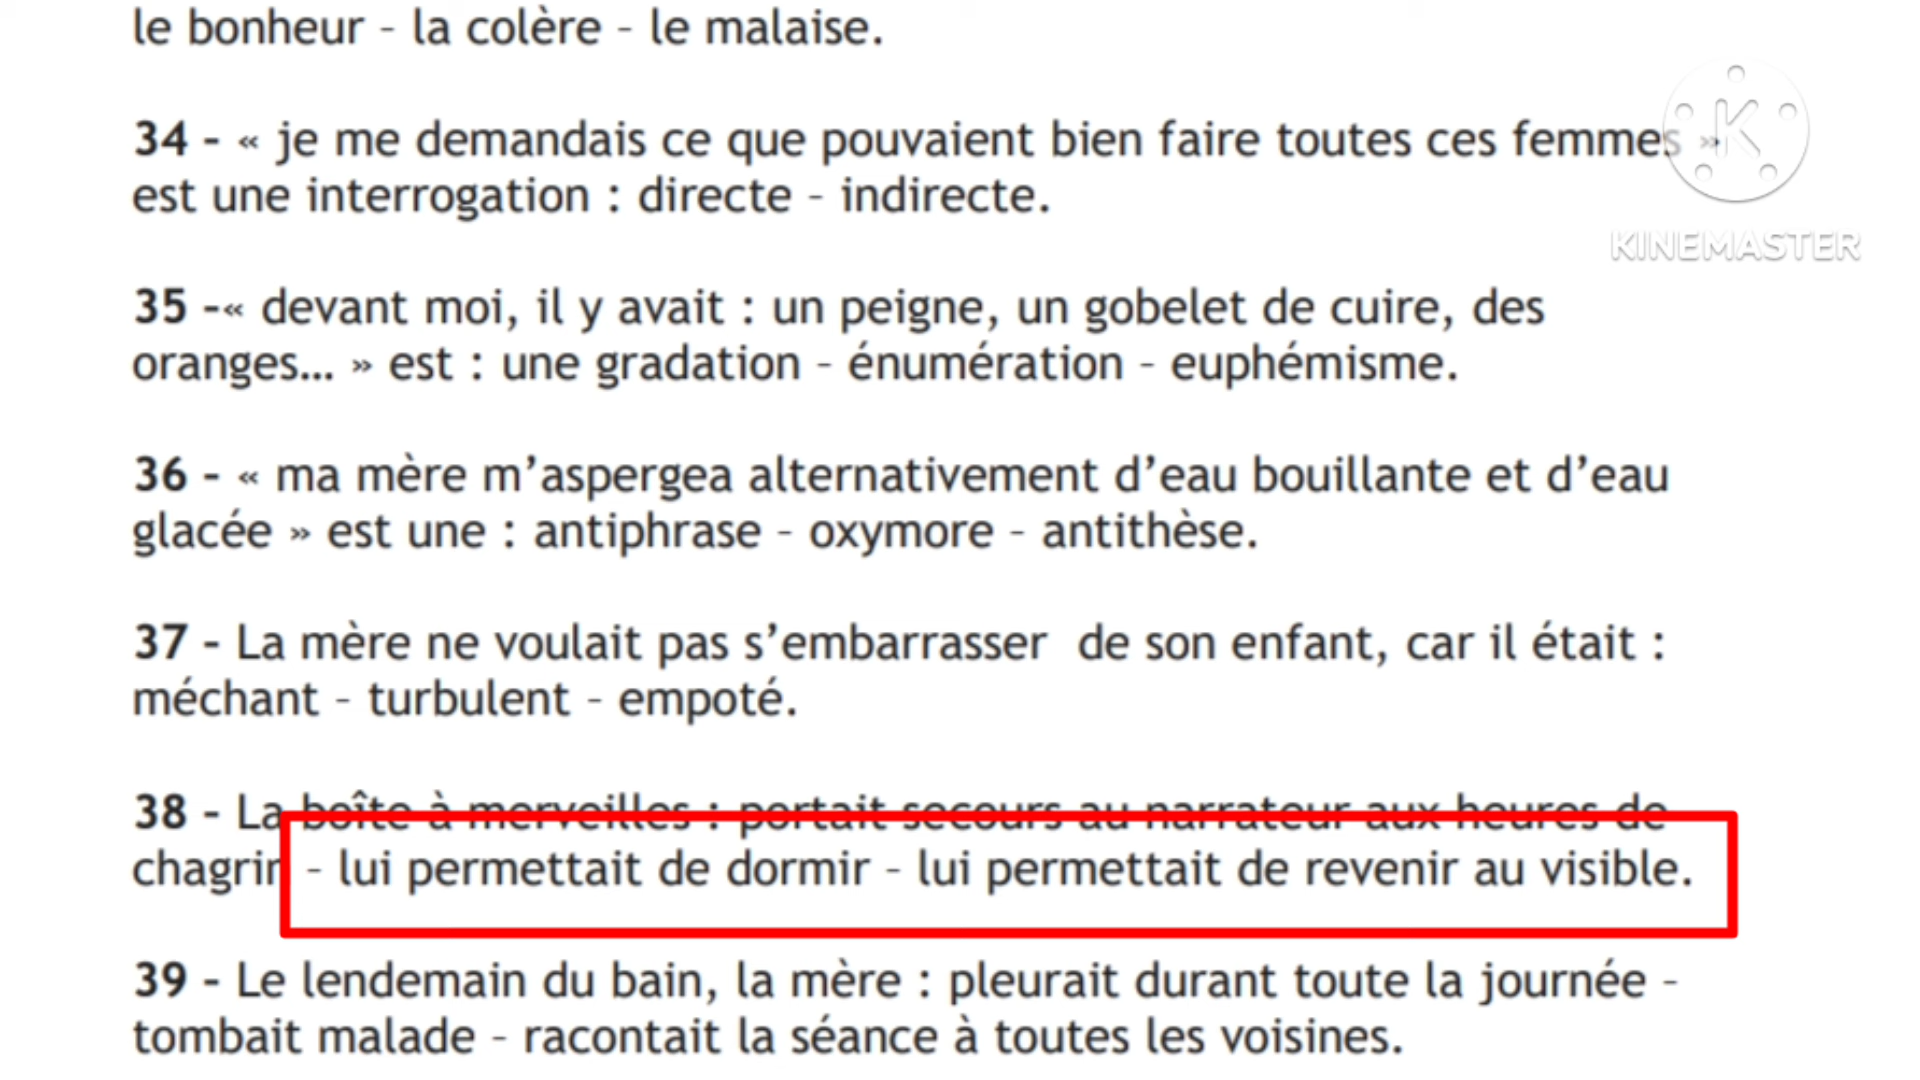 le bonheur – la colère – le malaise.
34 – « je me demandais ce que pouvaient bien faire toutes ces femmes »
est une interrogation : directe – indirecte.
35 –« devant moi, il y avait : un peigne, un gobelet de cuire, des
oranges… » est : une gradation – énumération – euphémisme.
36 – « ma mère m’aspergea alternativement d’eau bouillante et d’eau
glacée » est une : antiphrase – oxymore – antithèse.
37 – La mère ne voulait pas s’embarrasser  de son enfant, car il était :
méchant – turbulent – empoté.
38 – La boîte à merveilles : portait secours au narrateur aux heures de
chagrin – lui permettait de dormir – lui permettait de revenir au visible.
39 – Le lendemain du bain, la mère : pleurait durant toute la journée –
tombait malade – racontait la séance à toutes les voisines.
K
KINEMASTER